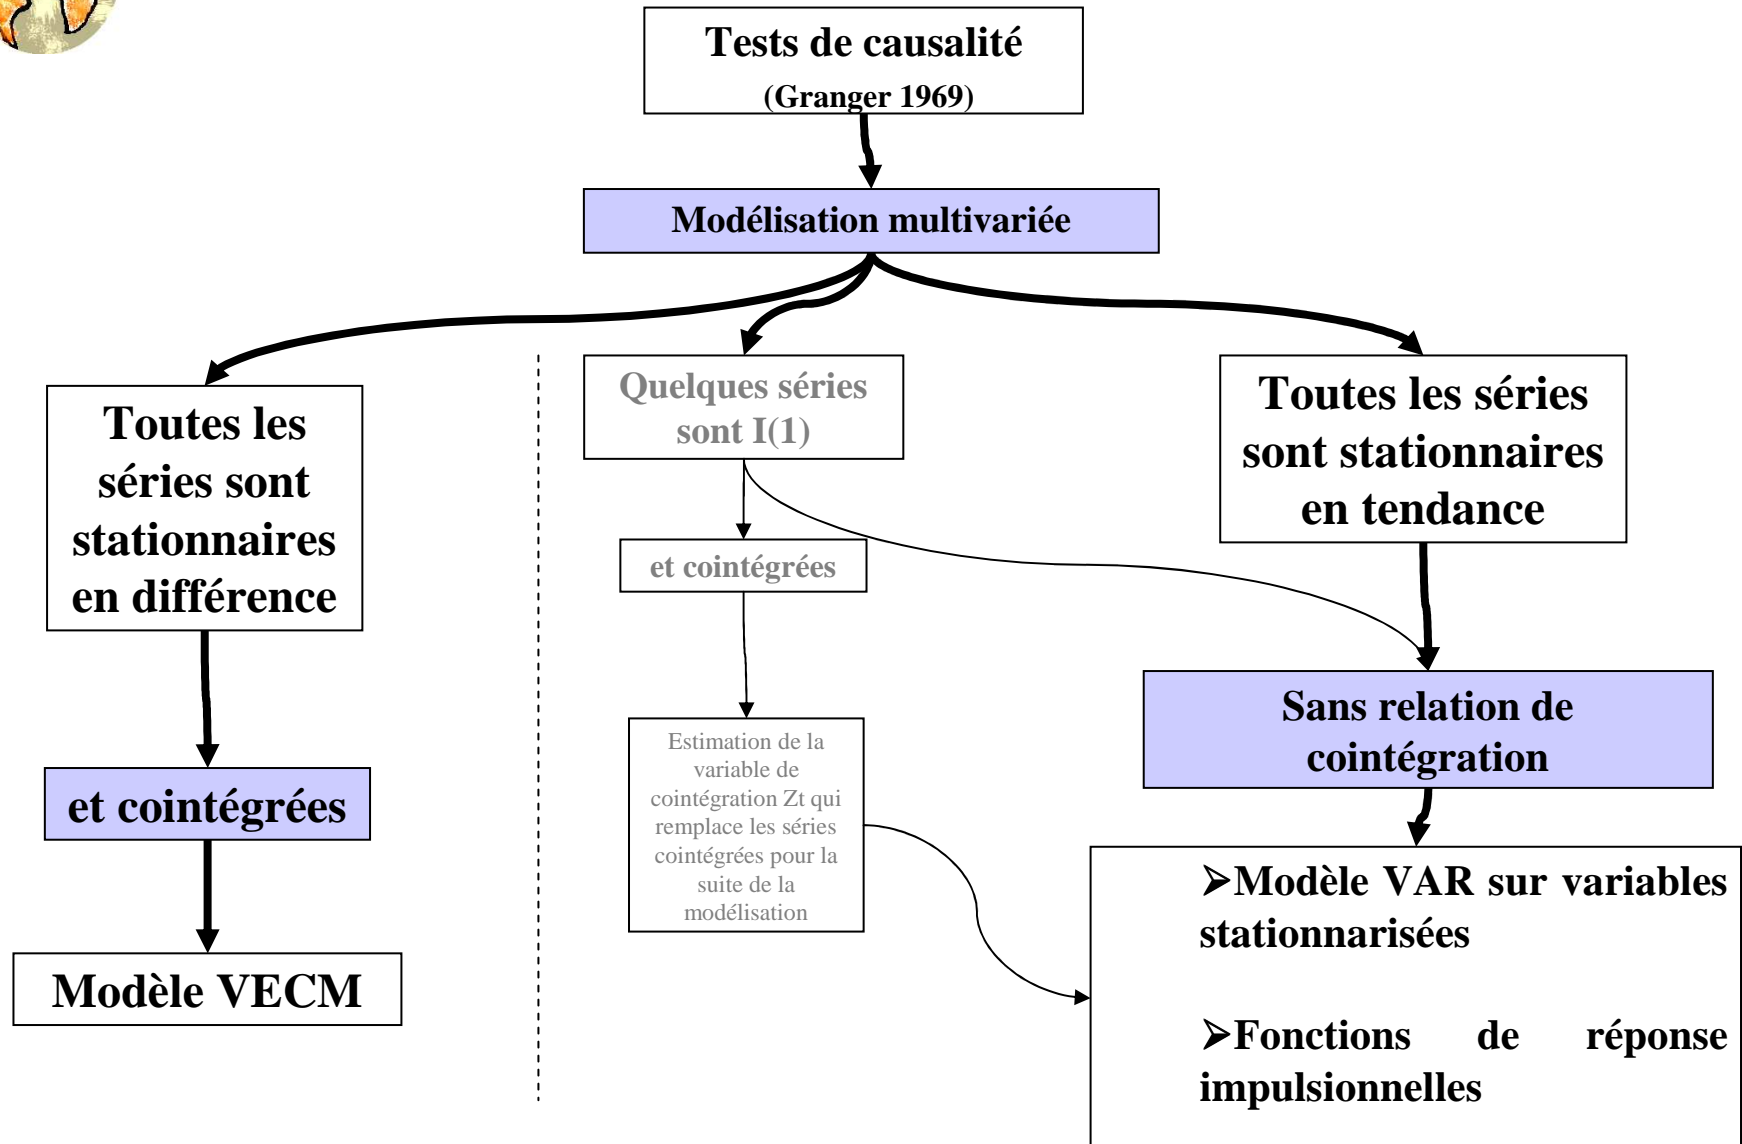 Tests de causalité
(Granger 1969)
Modélisation multivariée
Toutes les
séries sont
stationnaires
en différence
et cointégrées
Modèle VECM
Quelques séries
sont I(1)
et cointégrées
Estimation de la
variable de
cointégration Zt qui
remplace les séries
cointégrées pour la
suite de la
modélisation
Toutes les séries
sont stationnaires
en tendance
Sans relation de
cointégration
➢Modèle VAR sur variables
stationnarisées
➢Fonctions de réponse
impulsionnelles